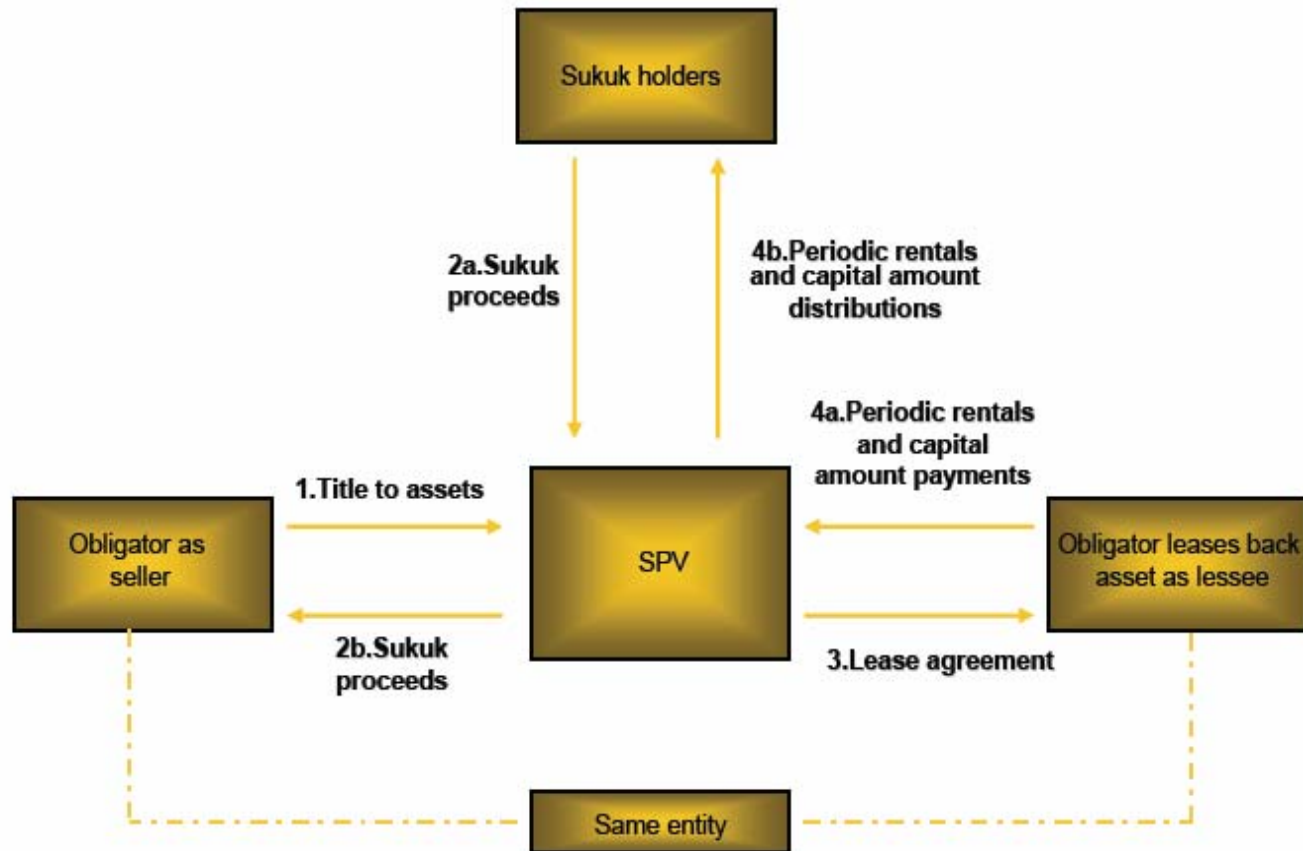 Sukuk holders
2a.Sukuk
proceeds
4b.Periodic rentals
and capital amount
distributions
4a.Periodic rentals
and capital
amount payments
1.Title to assets
Obligator as
seller
SPV
Obligator leases back
asset as lessee
2b.Sukuk
proceeds
3.Lease agreement
Same entity